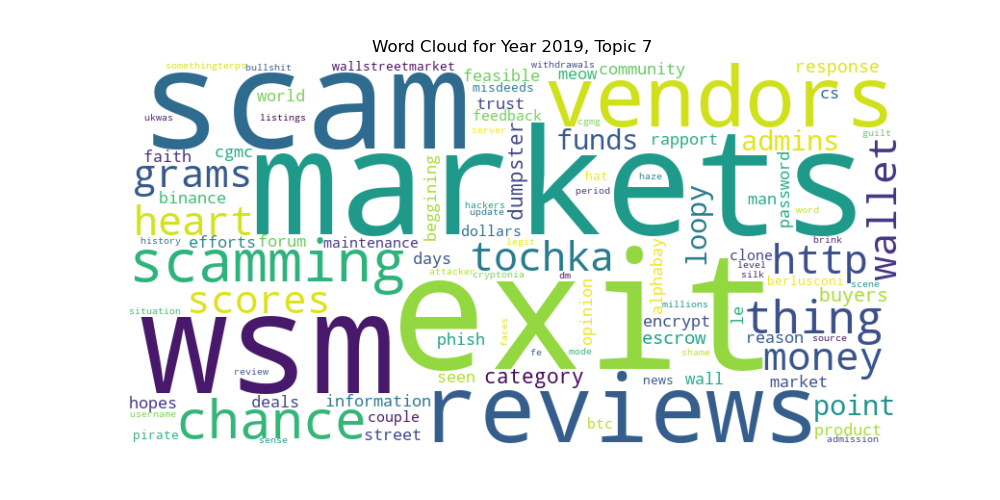 Word Cloud for Year 2019, Topic 7
somethingterps bullshit wallstreetmarket withdrawals community response
scam feasible meow vendors
world misdeeds cs
ukwas listings trust feedback cgmg
server funds rapport admins guilt
faith cgmc dumpster markets wallet
grams hat haze man password
binance beggining period
heart hackers update dollars loopy word
history efforts forum maintenance legit tochka alphabay clone http brink
scamming days attacker cryptonia dm level silk berlusconi scene
scores exit opinion millions le buyers
situation wsm encrypt thing
phish faces escrow reason source
fe mode shame money
review seen category news wall market
hopes deals information reviews point
username chance couple btc product
pirate sense street admission